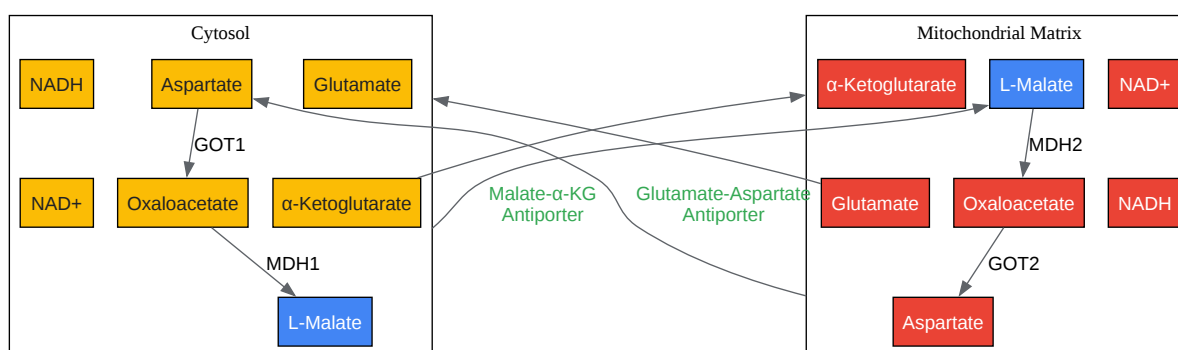 Cytosol
Mitochondrial Matrix
NADH
Aspartate
Glutamate
α-Ketoglutarate
L-Malate
NAD+
GOT1
MDH2
NAD+
Oxaloacetate
α-Ketoglutarate
Malate-α-KG
Antiporter
Glutamate-Aspartate
Antiporter
Glutamate
Oxaloacetate
NADH
MDH1
GOT2
L-Malate
Aspartate